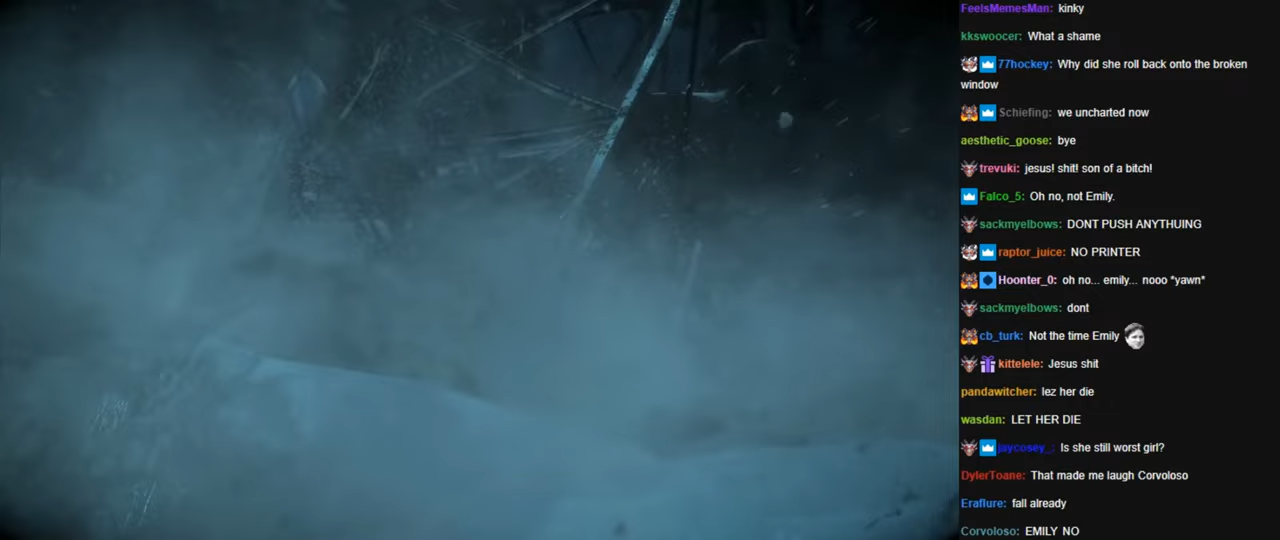 FeelsMemesMan: kinky
kkswoocer: What a shame
77hockey: Why did she roll back onto the broken
window
Schiefing: we uncharted now
aesthetic_goose: bye
trevuki: jesus! shit! son of a bitch!
Falco_5: Oh no, not Emily.
sackmyelbows: DONT PUSH ANYTHUING
raptor_juice: NO PRINTER
Hoonter_0: oh no... emily... nooo *yawn*
sackmyelbows: dont
cb_turk: Not the time Emily
kittelele: Jesus shit
pandawitcher: lez her die
wasdan: LET HER DIE
jaycosey_: Is she still worst girl?
DylerToane: That made me laugh Corvoloso
Eraflure: fall already
Corvoloso: EMILY NO